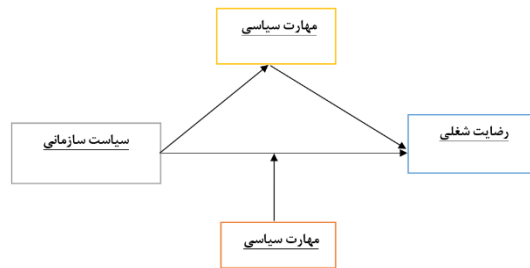 مهارت سیاسی
سیاست سازمانی
رضایت شغلی
مهارت سیاسی